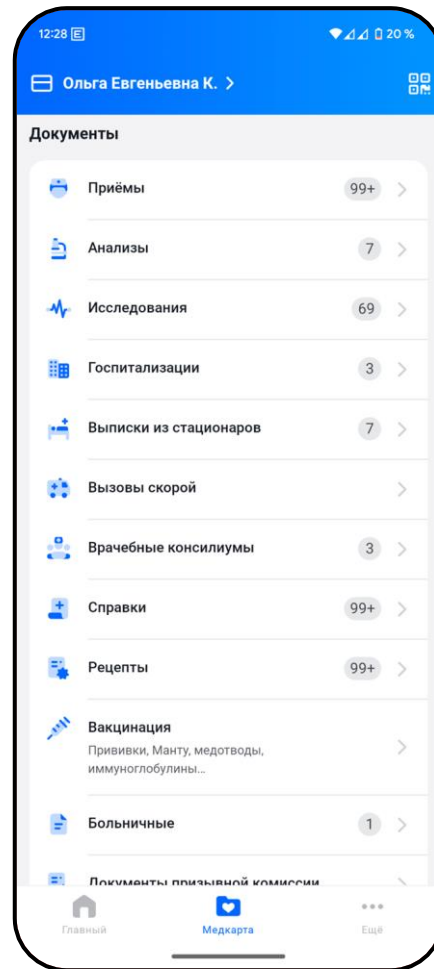 12:28 E 20 %
Ольга Евгеньевна К.
Документы
Приёмы 99+
Анализы 7
Исследования 69
Госпитализации 3
Выписки из стационаров 7
Вызовы скорой
Врачебные консилиумы 3
Справки 99+
Рецепты 99+
Вакцинация
Прививки, Манту, медотводы,
иммуноглобулины...
Больничные 1
Документы призывной комиссии
Главный Медкарта Ещё